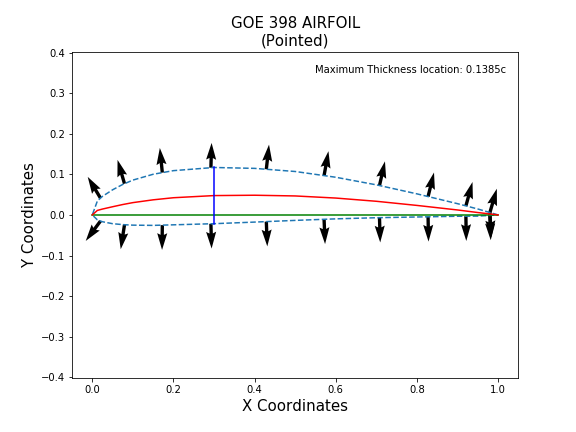 GOE 398 AIRFOIL
(Pointed)
Maximum Thickness location: 0.1385c
Y Coordinates
0.4
0.3
0.2
0.1
0.0
−0.1
−0.2
−0.3
−0.4
0.0 0.2 0.4 0.6 0.8 1.0
X Coordinates